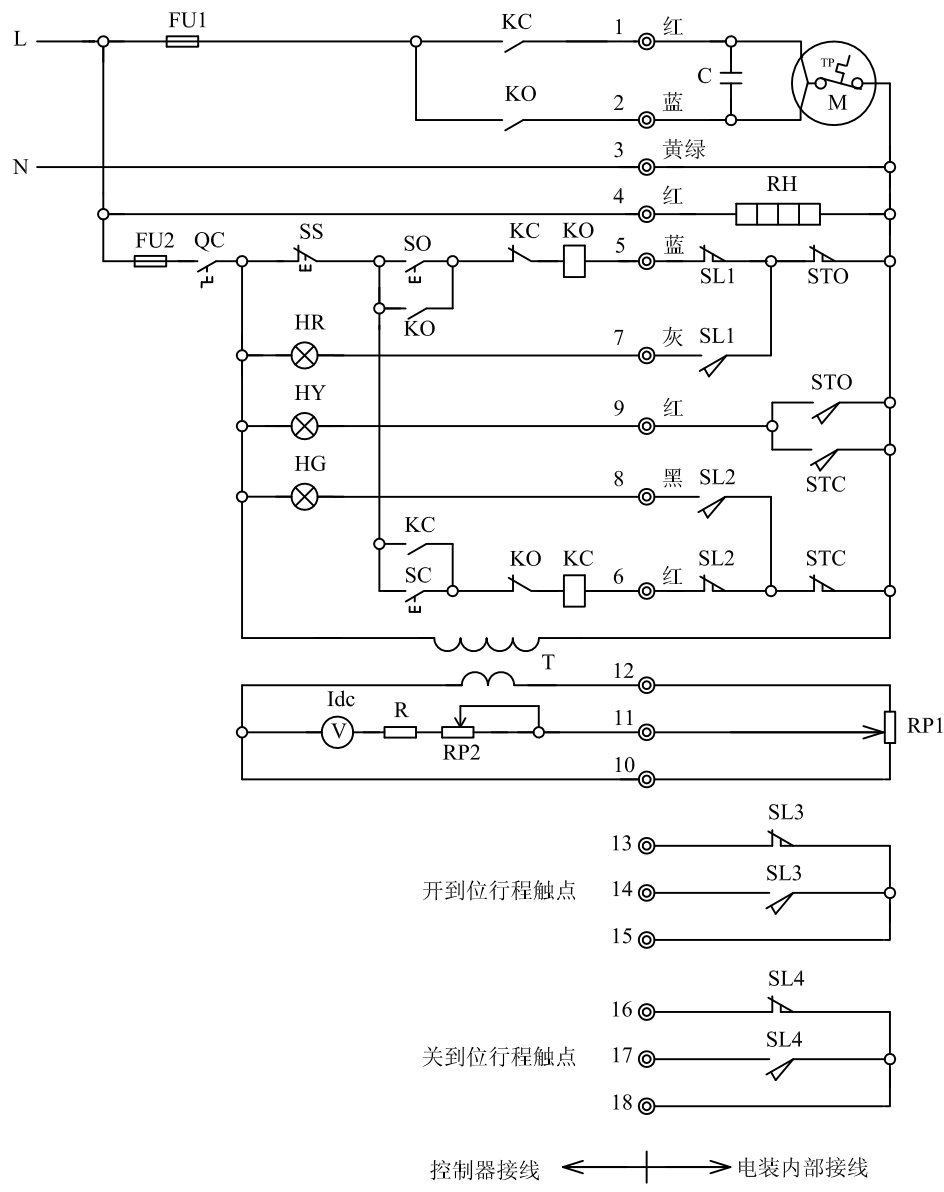 L FU1 KC 1 红
C TP M
KO 2 蓝
N 3 黄绿
4 红 RH
FU2 QC SS SO KC KO 5 蓝 SL1 STO
KO
HR 7 灰 SL1
HY 9 红 STO
STC
HG 8 黑 SL2
KC
SC KO KC 6 红 SL2 STC
T
12
Idc V R RP2 11 RP1
10
13 SL3
开到位行程触点 14 SL3
15
16 SL4
关到位行程触点 17 SL4
18
控制器接线 电装内部接线